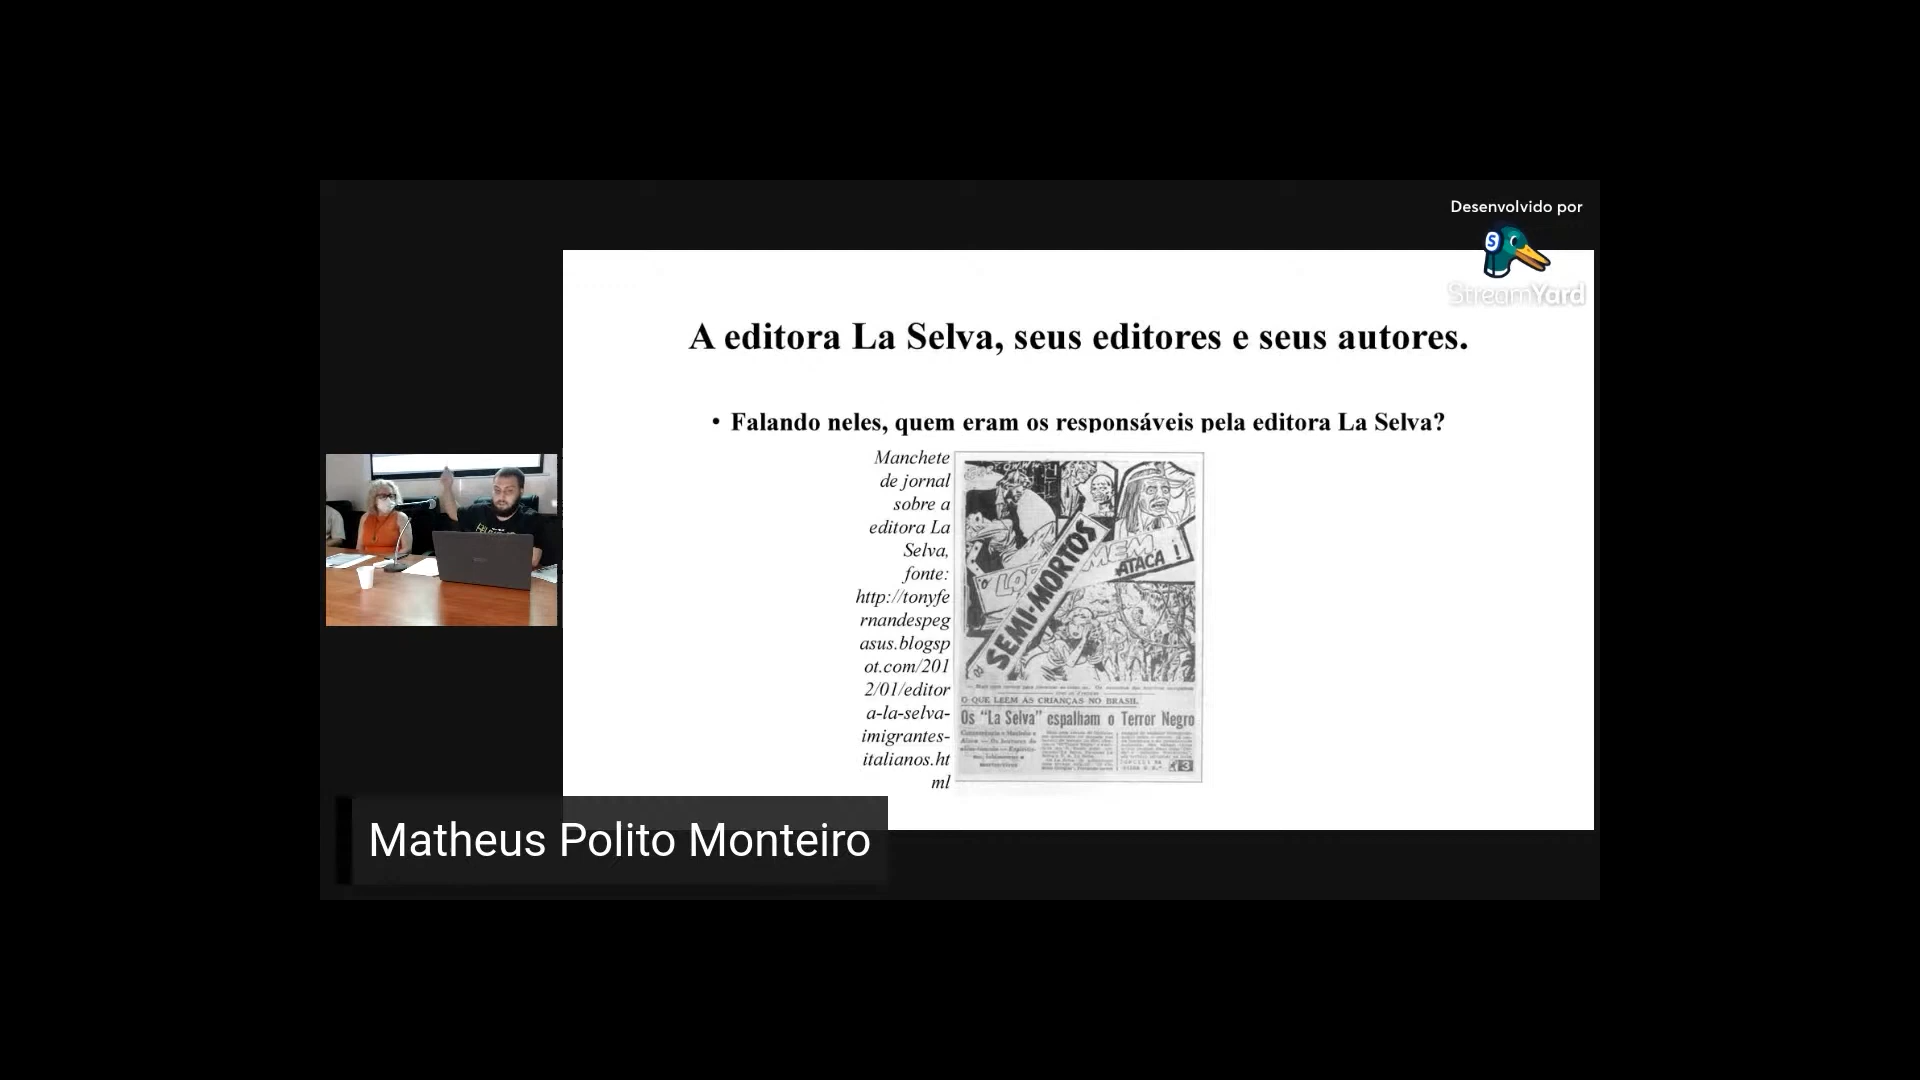 Desenvolvido por
StreamYard
A editora La Selva, seus editores e seus autores.
• Falando neles, quem eram os responsáveis pela editora La Selva?
Manchete
de jornal
sobre a
editora La
Selva,
fonte:
http://tonyfe
rnandespeg
asus.blogsp
ot.com/201
2/01/editor
a-la-selva-
imigrantes-
italianos.ht
ml
O LOBISOMEM
ATACA !
SEMI-MORTOS
O QUE LEEM AS CRIANÇAS NO BRASIL
Os "La Selva" espalham o Terror Negro
Matheus Polito Monteiro